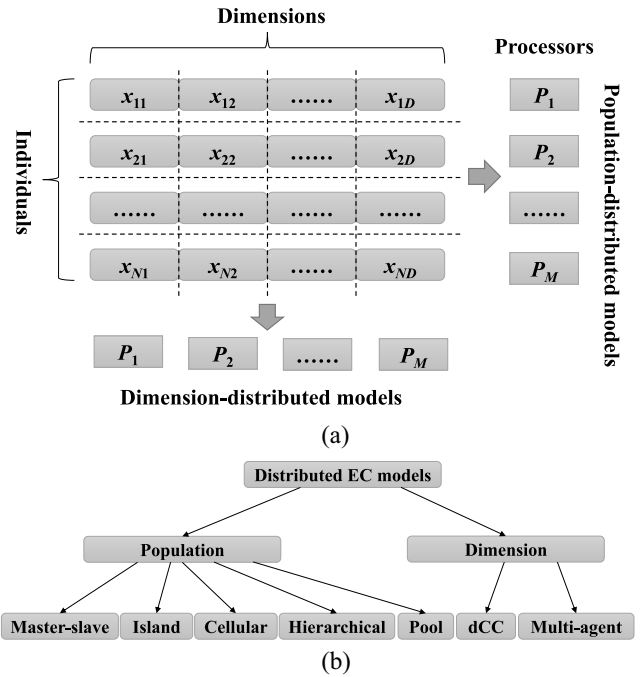 Dimensions
Processors
Individuals
x11 x12 ...... x1D
x21 x22 ...... x2D
...... ...... ...... ......
xN1 xN2 ...... xND
P1
P2
......
PM
Population-distributed models
P1 P2 ...... PM
Dimension-distributed models
(a)
Distributed EC models
Population Dimension
Master-slave Island Cellular Hierarchical Pool dCC Multi-agent
(b)